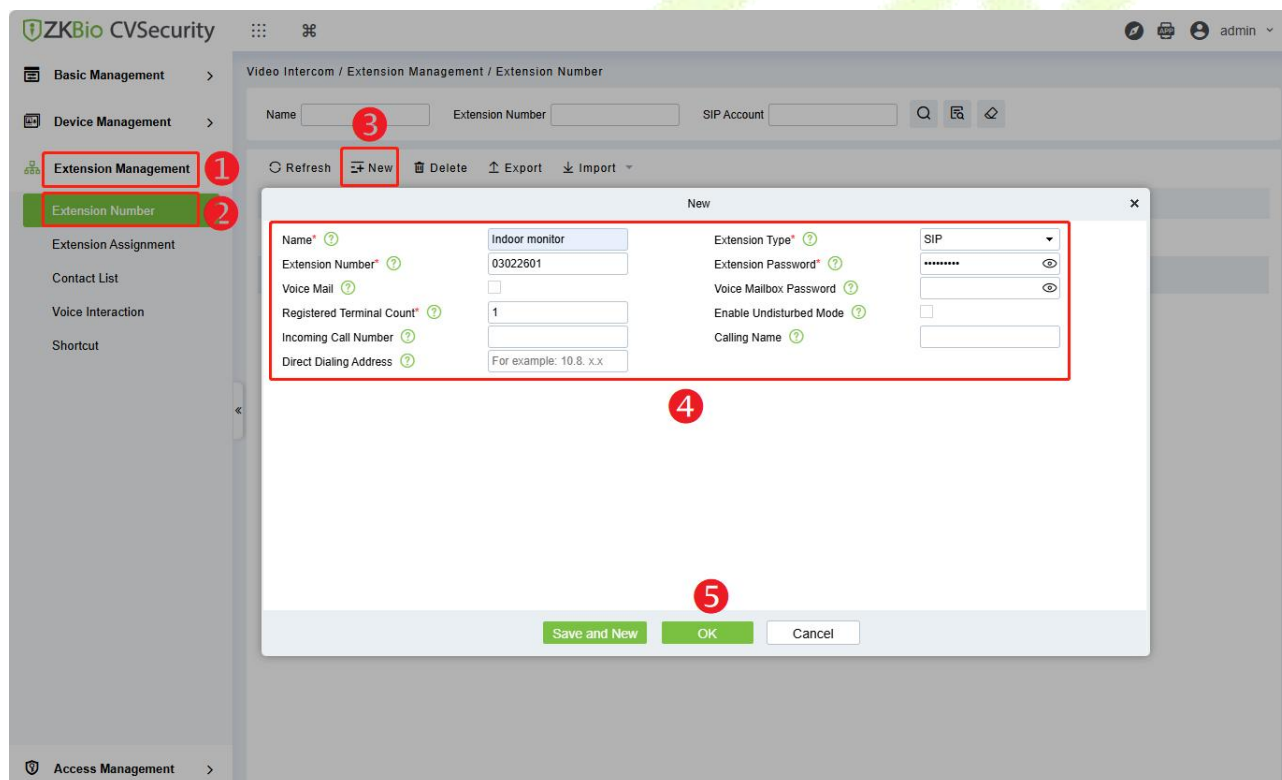 ZKBio CVSecurity
admin
Basic Management
Device Management
Extension Management
1
Extension Number
2
Extension Assignment
Contact List
Voice Interaction
Shortcut
Access Management
Video Intercom / Extension Management / Extension Number
Name Extension Number SIP Account
3
Refresh New Delete Export Import
New
Name* Indoor monitor Extension Type* SIP
Extension Number* 03022601 Extension Password* •••••••••
Voice Mail Voice Mailbox Password
Registered Terminal Count* 1 Enable Undisturbed Mode
Incoming Call Number Calling Name
Direct Dialing Address For example: 10.8. x.x
4
5
Save and New OK Cancel